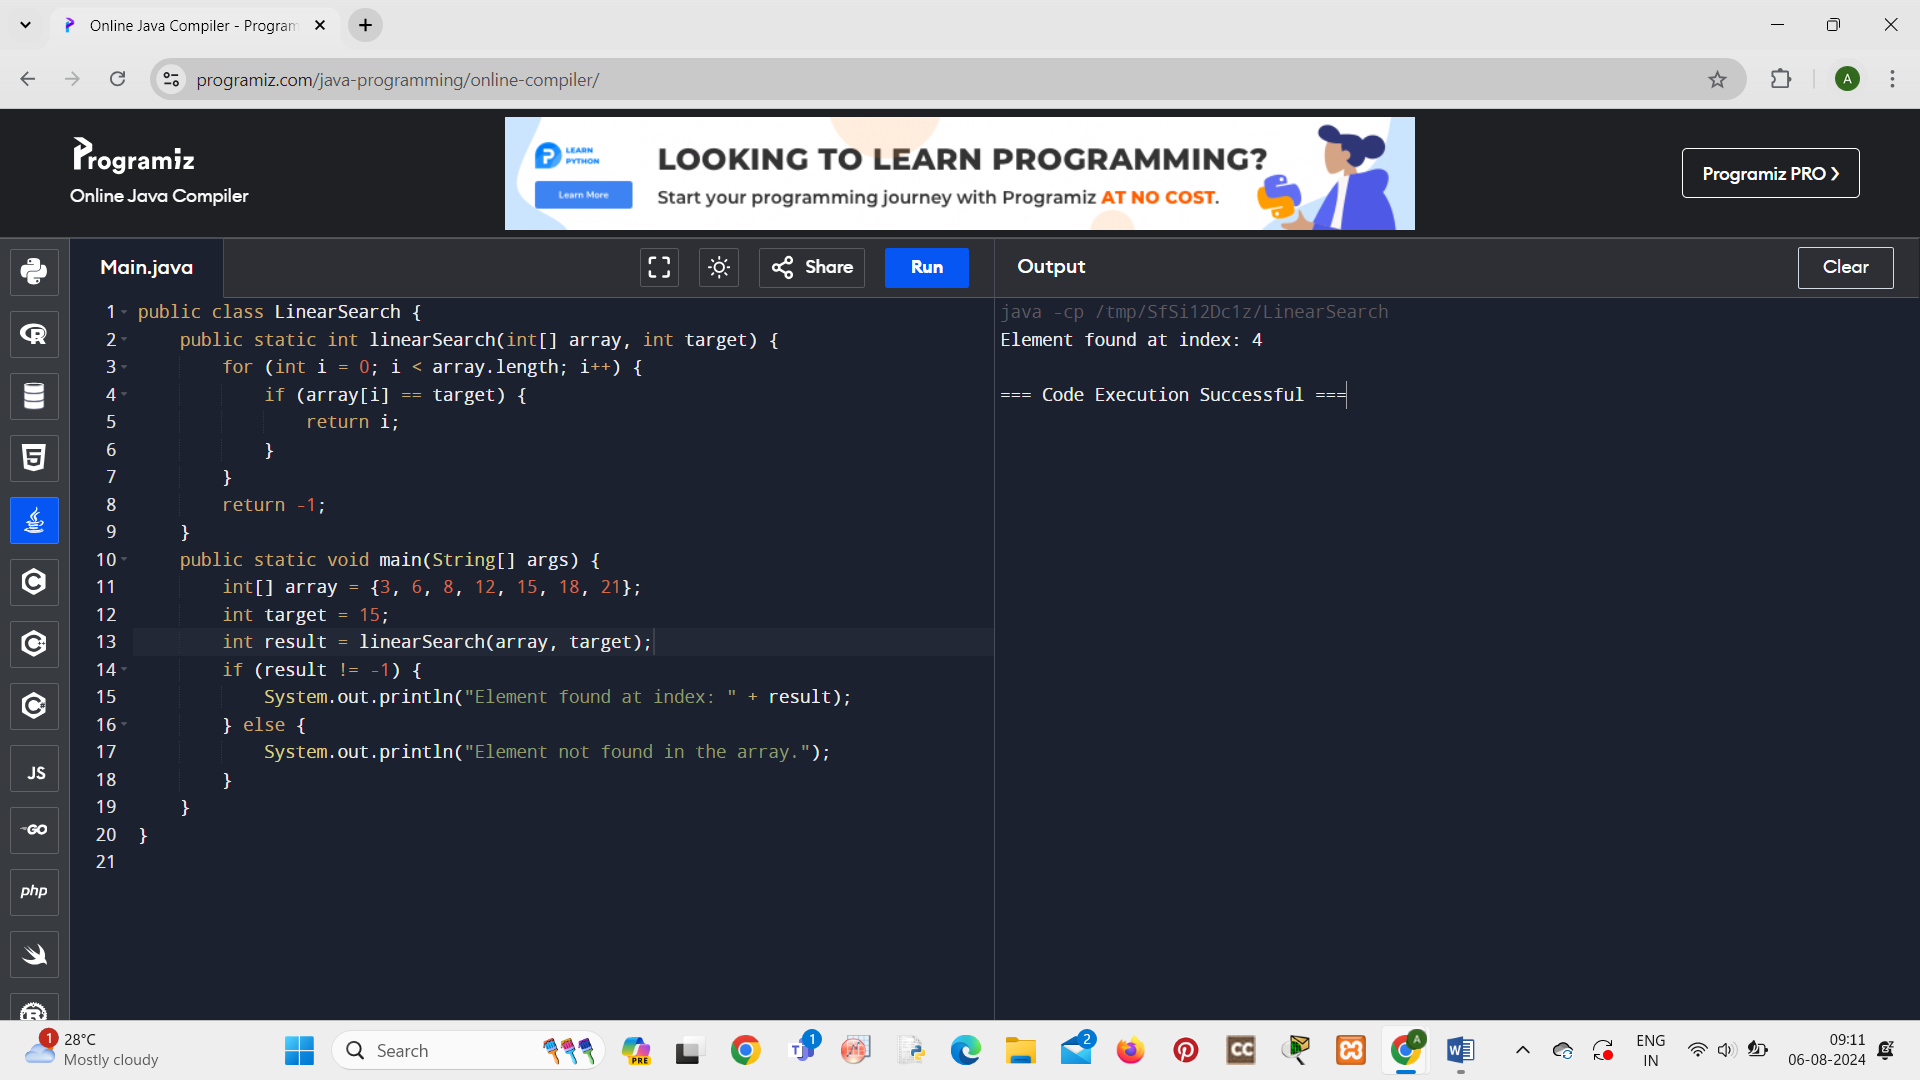 Online Java Compiler - Program
programiz.com/java-programming/online-compiler/
A
Programiz
Online Java Compiler
LEARN
PYTHON
Learn More
LOOKING TO LEARN PROGRAMMING?
Start your programming journey with Programiz AT NO COST.
Programiz PRO
Main.java
Share
Run
Output
Clear
1 public class LinearSearch {
2 public static int linearSearch(int[] array, int target) {
3 for (int i = 0; i < array.length; i++) {
4 if (array[i] == target) {
5 return i;
6 }
7 }
8 return -1;
9 }
10 public static void main(String[] args) {
11 int[] array = {3, 6, 8, 12, 15, 18, 21};
12 int target = 15;
13 int result = linearSearch(array, target);
14 if (result != -1) {
15 System.out.println("Element found at index: " + result);
16 } else {
17 System.out.println("Element not found in the array.");
18 }
19 }
20 }
21
java -cp /tmp/SfSi12Dc1z/LinearSearch
Element found at index: 4
=== Code Execution Successful ===
JS
GO
php
1
28°C
Mostly cloudy
Search
PRE
1
2
CC
A
ENG
IN
09:11
06-08-2024